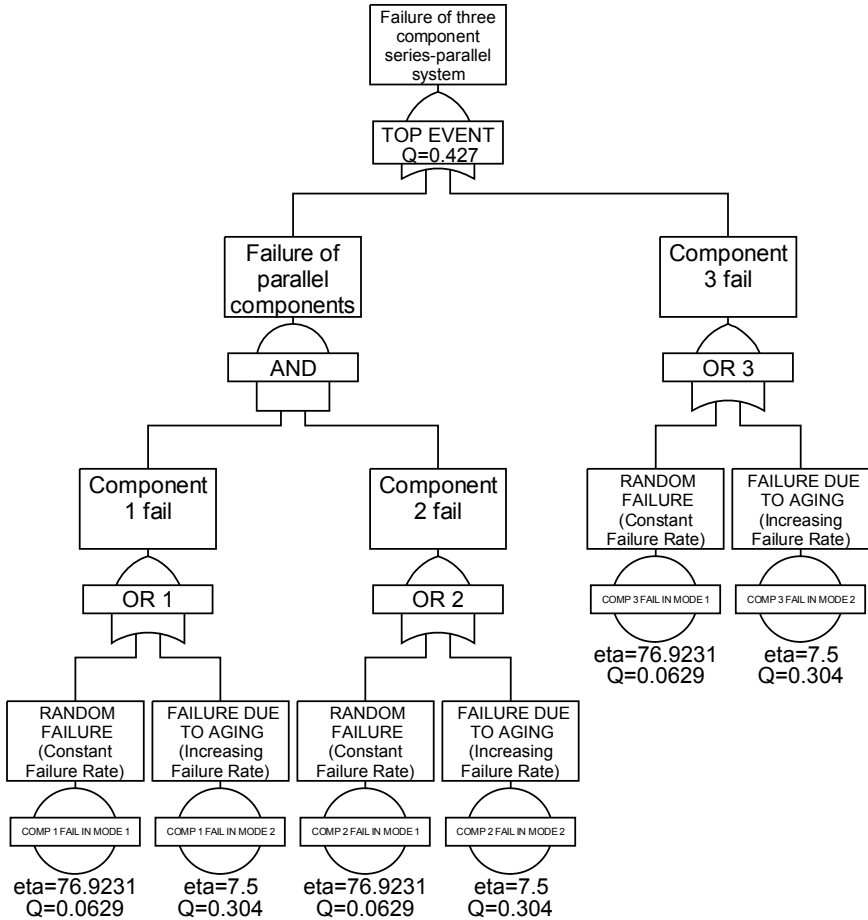 Failure of three
component
series-parallel
system
TOP EVENT
Q=0.427
Failure of
parallel
components
AND
Component
3 fail
OR 3
Component
1 fail
OR 1
Component
2 fail
OR 2
RANDOM
FAILURE
(Constant
Failure Rate)
COMP 3 FAIL IN MODE 1
eta=76.9231
Q=0.0629
FAILURE DUE
TO AGING
(Increasing
Failure Rate)
COMP 3 FAIL IN MODE 2
eta=7.5
Q=0.304
RANDOM
FAILURE
(Constant
Failure Rate)
COMP 1 FAIL IN MODE 1
eta=76.9231
Q=0.0629
FAILURE DUE
TO AGING
(Increasing
Failure Rate)
COMP 1 FAIL IN MODE 2
eta=7.5
Q=0.304
RANDOM
FAILURE
(Constant
Failure Rate)
COMP 2 FAIL IN MODE 1
eta=76.9231
Q=0.0629
FAILURE DUE
TO AGING
(Increasing
Failure Rate)
COMP 2 FAIL IN MODE 2
eta=7.5
Q=0.304